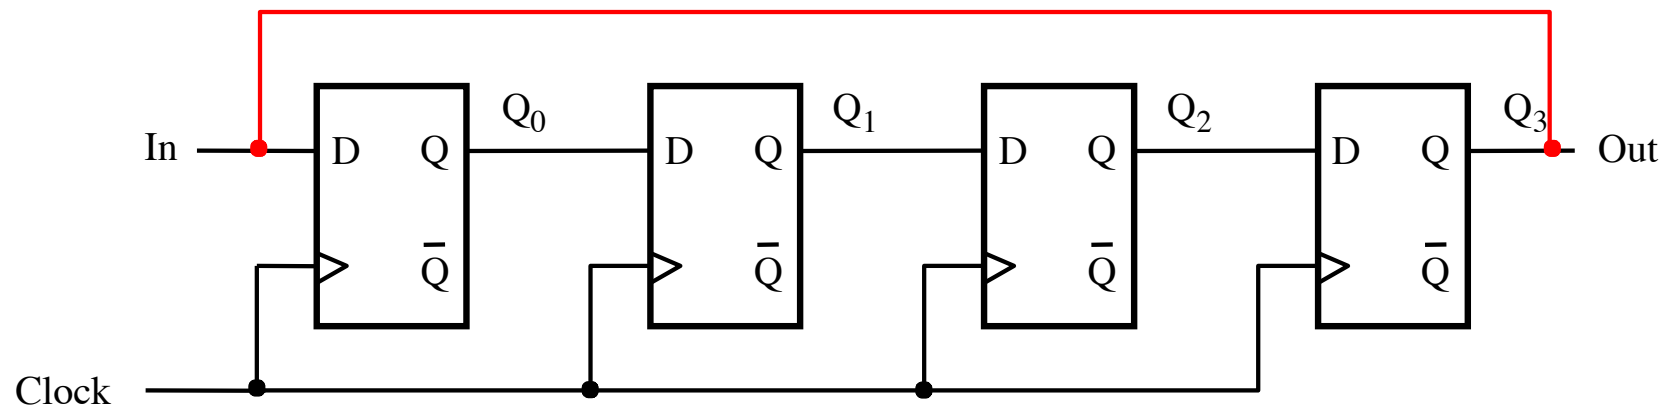 Q₀ Q₁ Q₂ Q₃
In D Q D Q D Q D Q Out
Q̅ Q̅ Q̅ Q̅
Clock